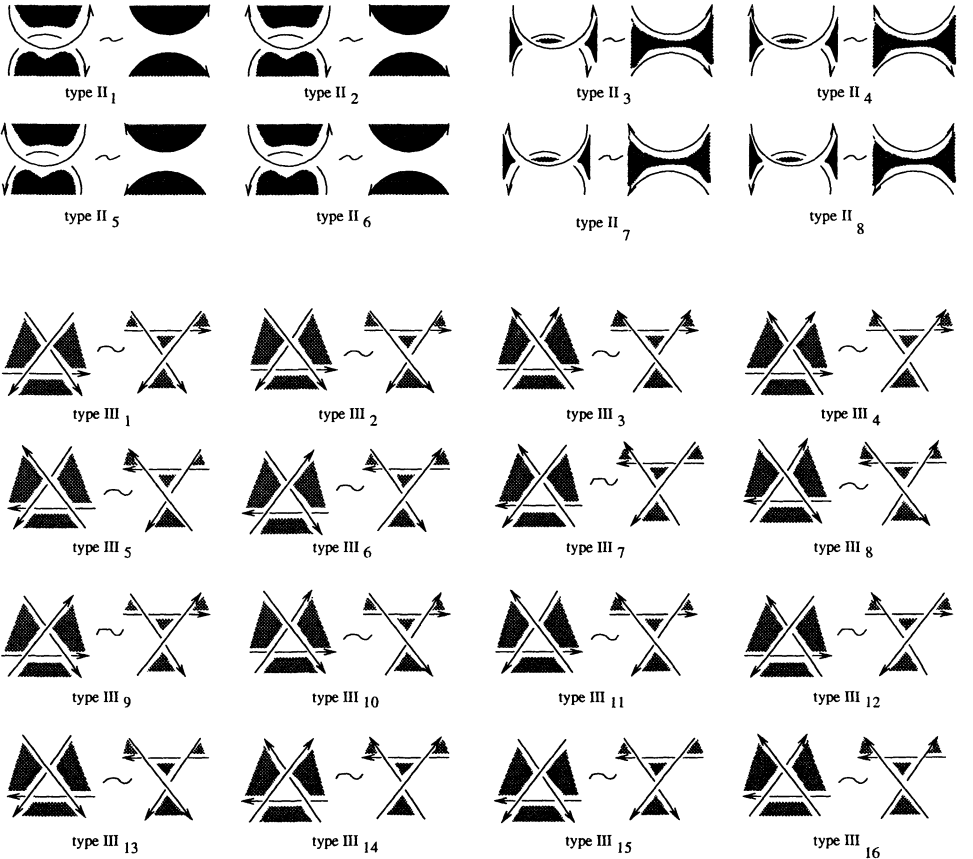 type II 1 type II 2 type II 3 type II 4
type II 5 type II 6 type II 7 type II 8
type III 1 type III 2 type III 3 type III 4
type III 5 type III 6 type III 7 type III 8
type III 9 type III 10 type III 11 type III 12
type III 13 type III 14 type III 15 type III 16